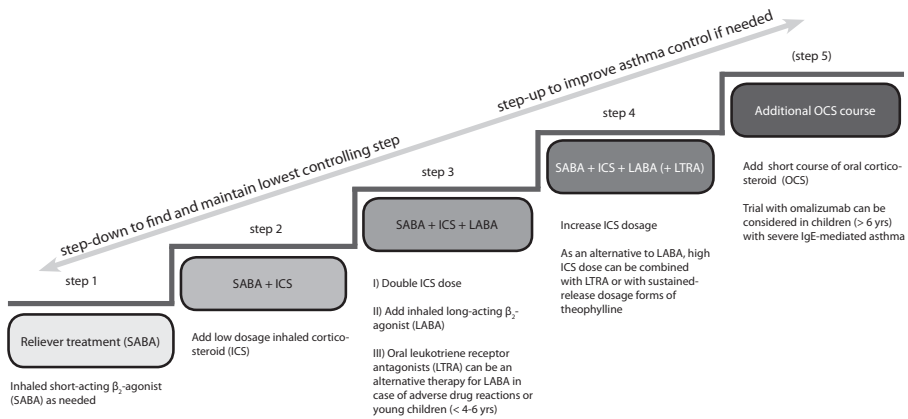 step-down to find and maintain lowest controlling step
step-up to improve asthma control if needed
step 1
Reliever treatment (SABA)
Inhaled short-acting β₂-agonist
(SABA) as needed
step 2
SABA + ICS
Add low dosage inhaled cortico-
steroid (ICS)
step 3
SABA + ICS + LABA
I) Double ICS dose
II) Add inhaled long-acting β₂-
agonist (LABA)
III) Oral leukotriene receptor
antagonists (LTRA) can be an
alternative therapy for LABA in
case of adverse drug reactions or
young children (< 4-6 yrs)
step 4
SABA + ICS + LABA (+ LTRA)
Increase ICS dosage
As an alternative to LABA, high
ICS dose can be combined
with LTRA or with sustained-
release dosage forms of
theophylline
(step 5)
Additional OCS course
Add short course of oral cortico-
steroid (OCS)
Trial with omalizumab can be
considered in children (> 6 yrs)
with severe IgE-mediated asthma